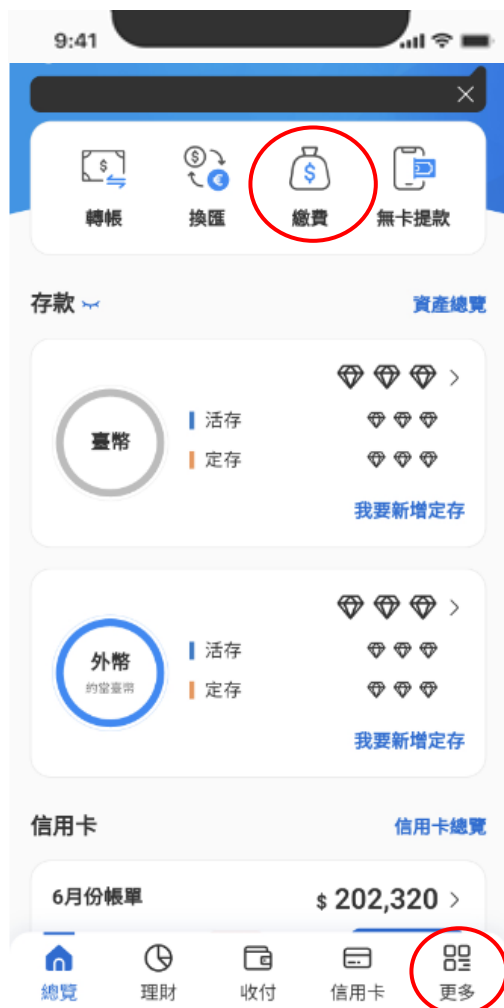 9:41
轉帳 換匯 繳費 無卡提款
存款 資產總覽
臺幣
活存
定存
我要新增定存
外幣
約當臺幣
活存
定存
我要新增定存
信用卡 信用卡總覽
6月份帳單 $ 202,320
總覽 理財 收付 信用卡 更多